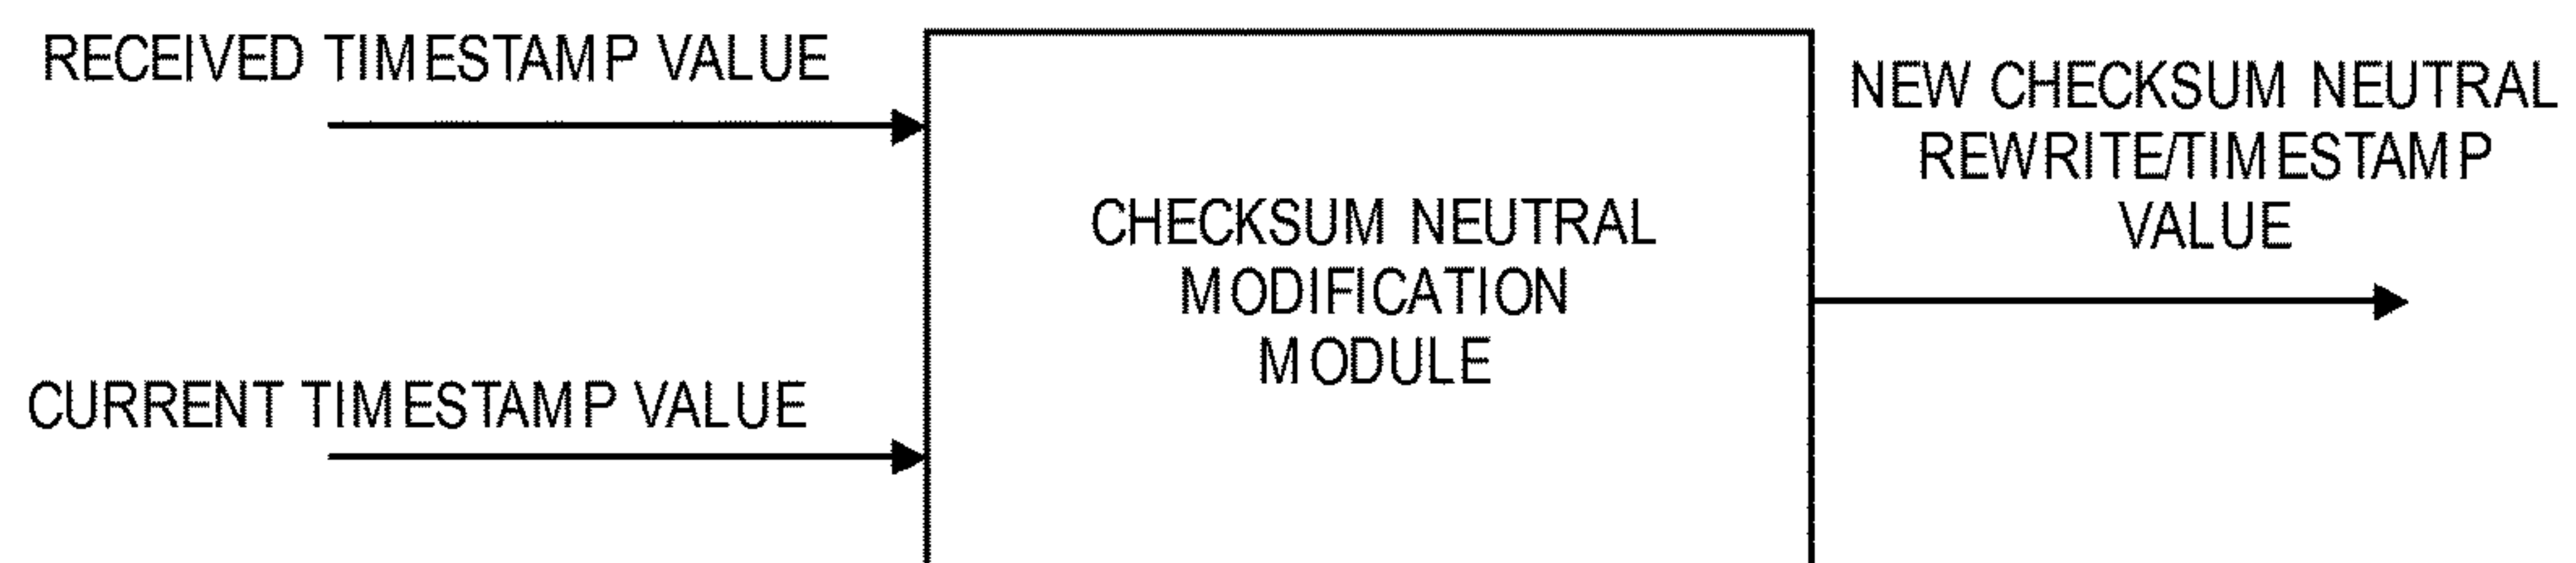 RECEIVED TIMESTAMP VALUE
CURRENT TIMESTAMP VALUE
CHECKSUM NEUTRAL
MODIFICATION
MODULE
NEW CHECKSUM NEUTRAL
REWRITE/TIMESTAMP
VALUE